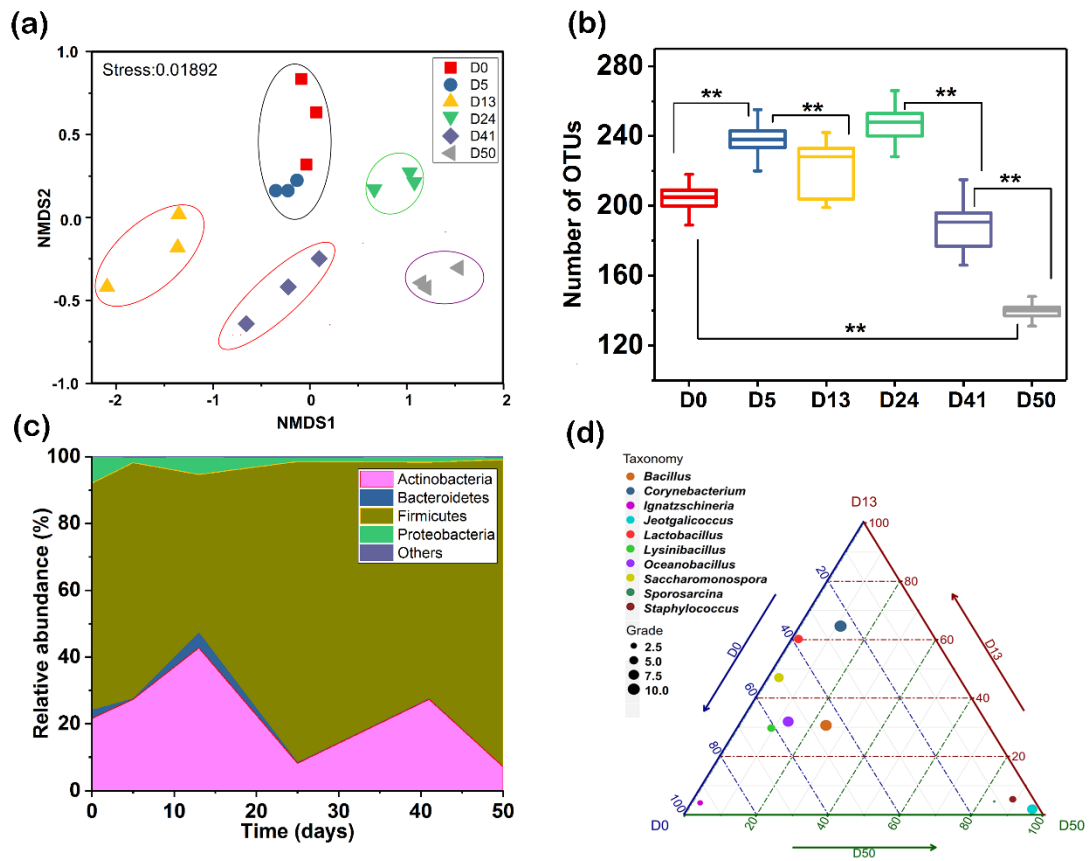 (a)
Stress:0.01892
D0
D5
D13
D24
D41
D50
1.0
0.5
0.0
-0.5
-1.0
NMDS2
-2
-1
0
1
2
NMDS1
(b)
280
240
200
160
120
Number of OTUs
**
**
**
**
**
D0
D5
D13
D24
D41
D50
(c)
100
80
60
40
20
0
Relative abundance (%)
Actinobacteria
Bacteroidetes
Firmicutes
Proteobacteria
Others
0
10
20
30
40
50
Time (days)
(d)
Taxonomy
Bacillus
Corynebacterium
Ignatzschineria
Jeotgalicoccus
Lactobacillus
Lysinibacillus
Oceanobacillus
Saccharomonospora
Sporosarcina
Staphylococcus
Grade
2.5
5.0
7.5
10.0
D13
100
80
60
40
20
D13
20
40
60
80
100
D0
D0
20
40
60
80
100
D50
D50